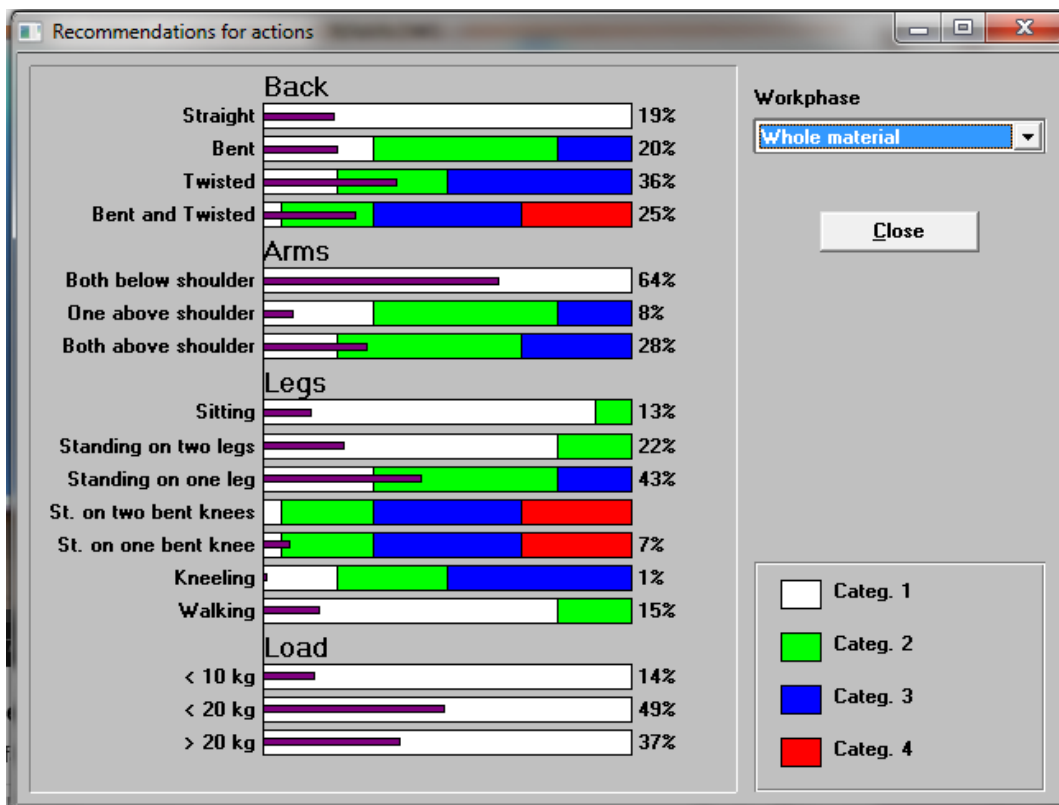 Recommendations for actions
Back
Straight 19%
Bent 20%
Twisted 36%
Bent and Twisted 25%
Arms
Both below shoulder 64%
One above shoulder 8%
Both above shoulder 28%
Legs
Sitting 13%
Standing on two legs 22%
Standing on one leg 43%
St. on two bent knees
St. on one bent knee 7%
Kneeling 1%
Walking 15%
Load
< 10 kg 14%
< 20 kg 49%
> 20 kg 37%
Workphase
Whole material
Close
Categ. 1
Categ. 2
Categ. 3
Categ. 4